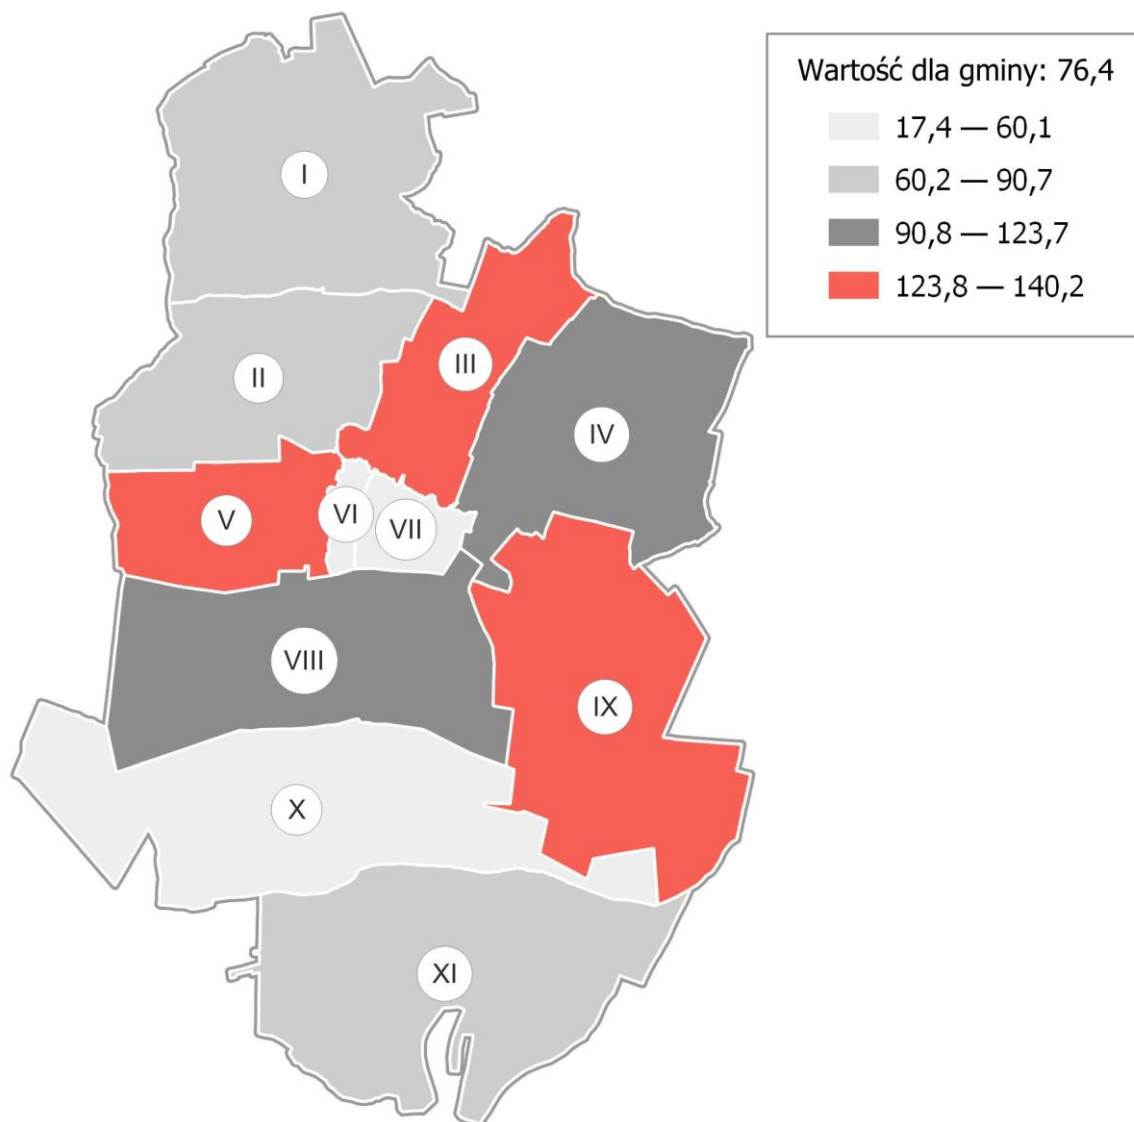 Wartość dla gminy: 76,4
17,4 — 60,1
60,2 — 90,7
90,8 — 123,7
123,8 — 140,2
I
II
III
IV
V
VI
VII
VIII
IX
X
XI